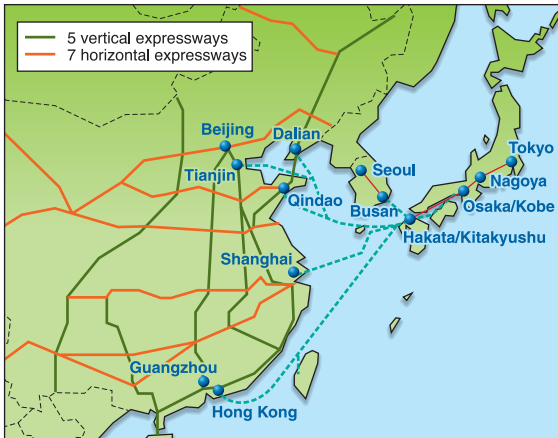 5 vertical expressways
7 horizontal expressways
Beijing
Dalian
Tianjin
Qindao
Seoul
Busan
Tokyo
Nagoya
Osaka/Kobe
Hakata/Kitakyushu
Shanghai
Guangzhou
Hong Kong